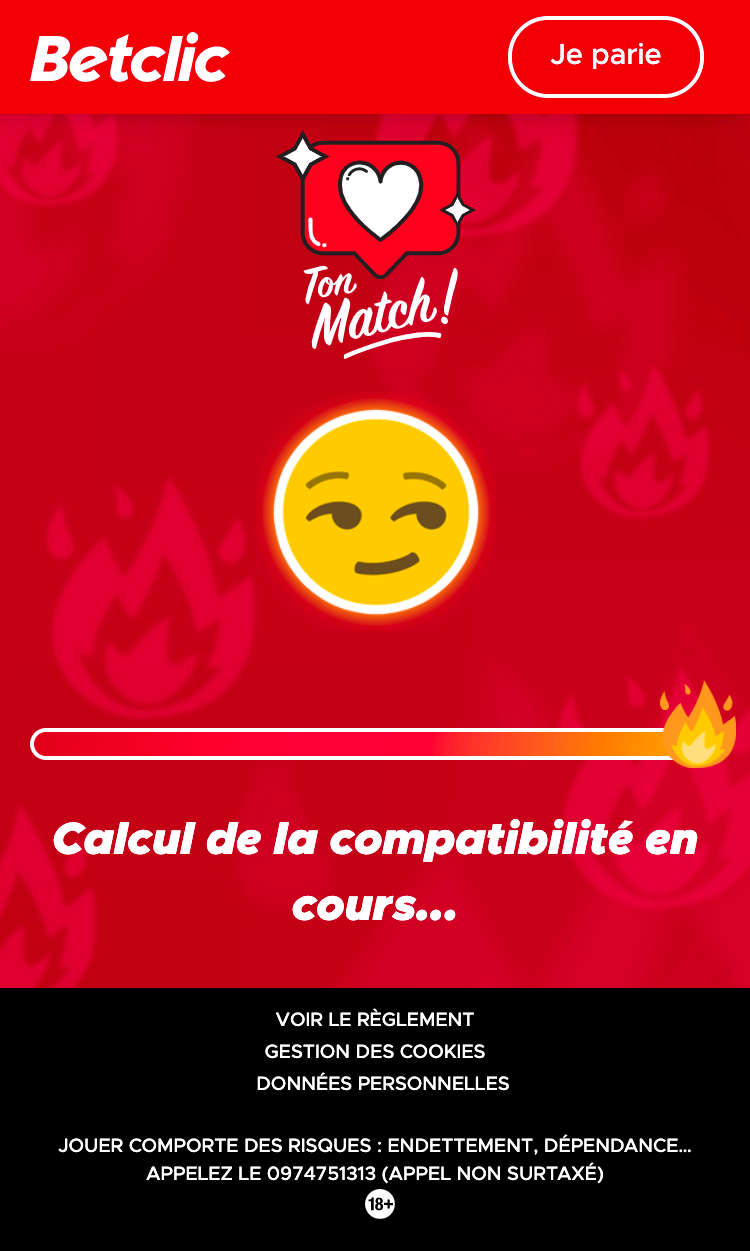 Betclic
Je parie
Ton
Match !
Calcul de la compatibilité en
cours...
VOIR LE RÈGLEMENT
GESTION DES COOKIES
DONNÉES PERSONNELLES
JOUER COMPORTE DES RISQUES : ENDETTEMENT, DÉPENDANCE...
APPELEZ LE 0974751313 (APPEL NON SURTAXÉ)
18+